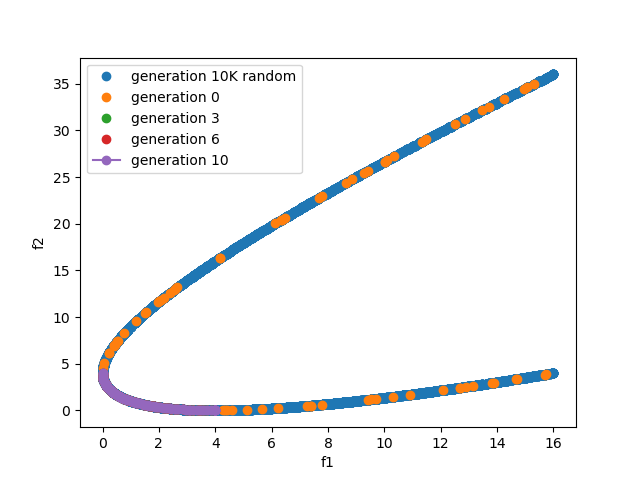 generation 10K random
generation 0
generation 3
generation 6
generation 10
35
30
25
20
15
10
5
0
f2
0 2 4 6 8 10 12 14 16
f1